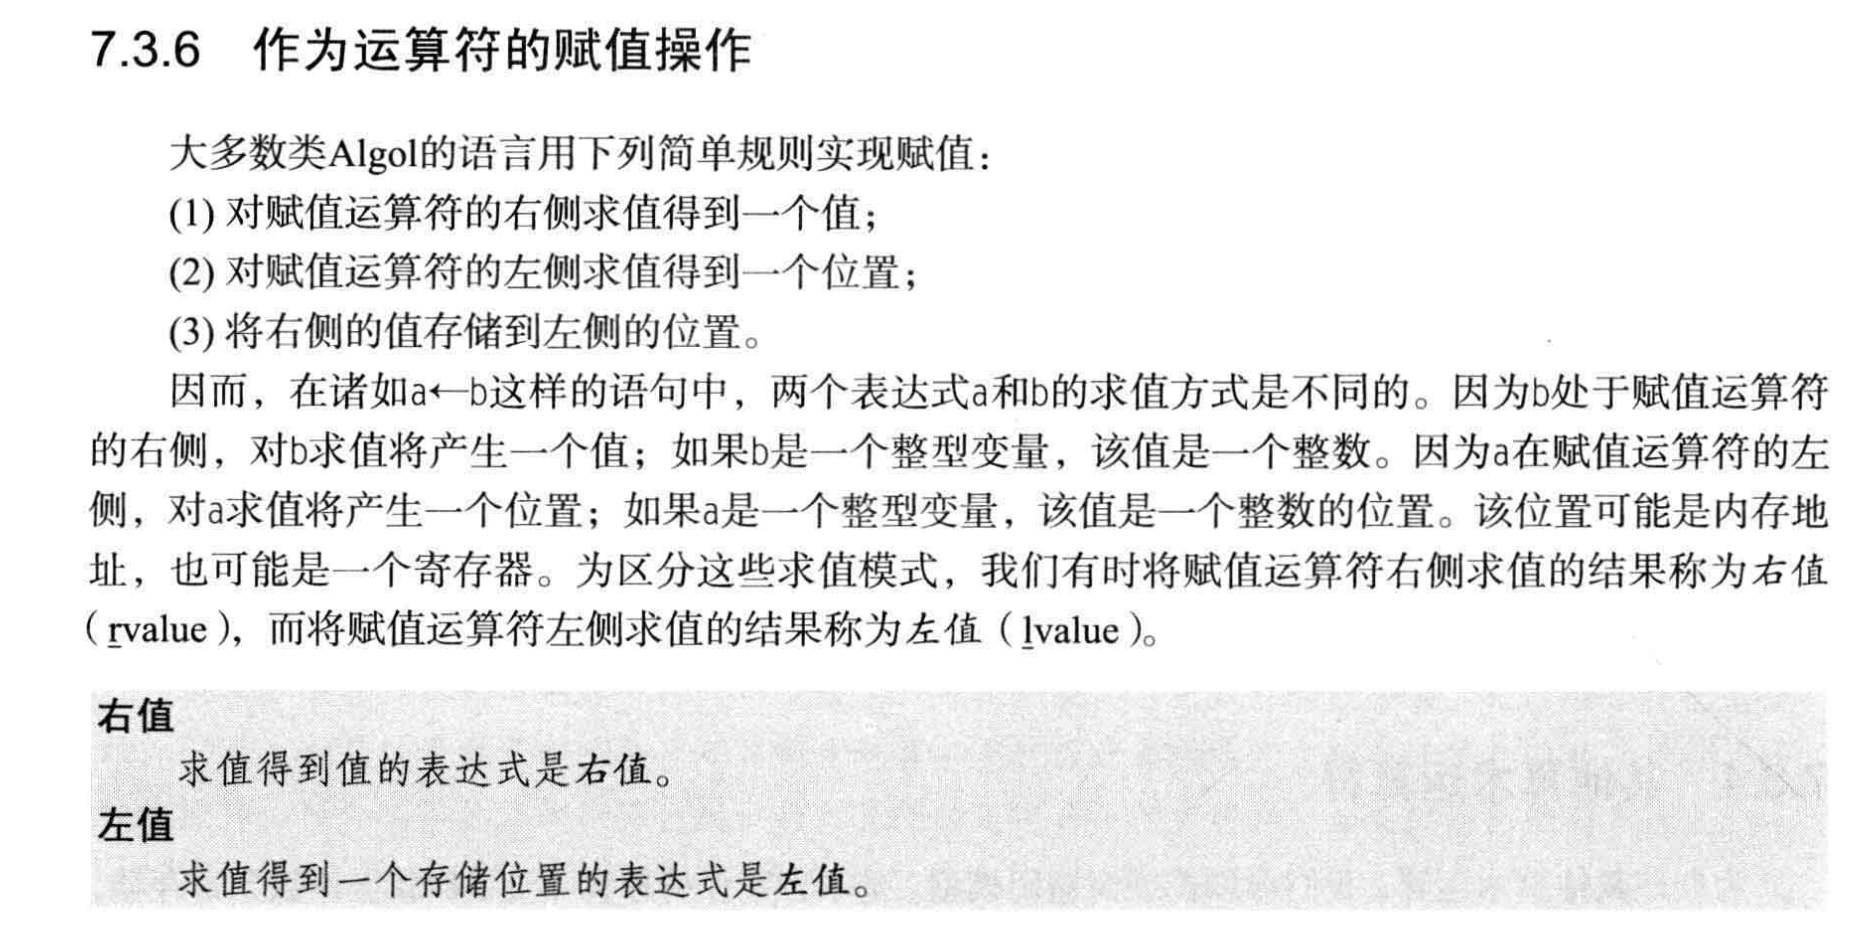 7.3.6 作为运算符的赋值操作
大多数类Algol的语言用下列简单规则实现赋值：
(1) 对赋值运算符的右侧求值得到一个值；
(2) 对赋值运算符的左侧求值得到一个位置；
(3) 将右侧的值存储到左侧的位置。
因而，在诸如a←b这样的语句中，两个表达式a和b的求值方式是不同的。因为b处于赋值运算符
的右侧，对b求值将产生一个值；如果b是一个整型变量，该值是一个整数。因为a在赋值运算符的左
侧，对a求值将产生一个位置；如果a是一个整型变量，该值是一个整数的位置。该位置可能是内存地
址，也可能是一个寄存器。为区分这些求值模式，我们有时将赋值运算符右侧求值的结果称为右值
（rvalue），而将赋值运算符左侧求值的结果称为左值（lvalue）。
右值
求值得到值的表达式是右值。
左值
求值得到一个存储位置的表达式是左值。